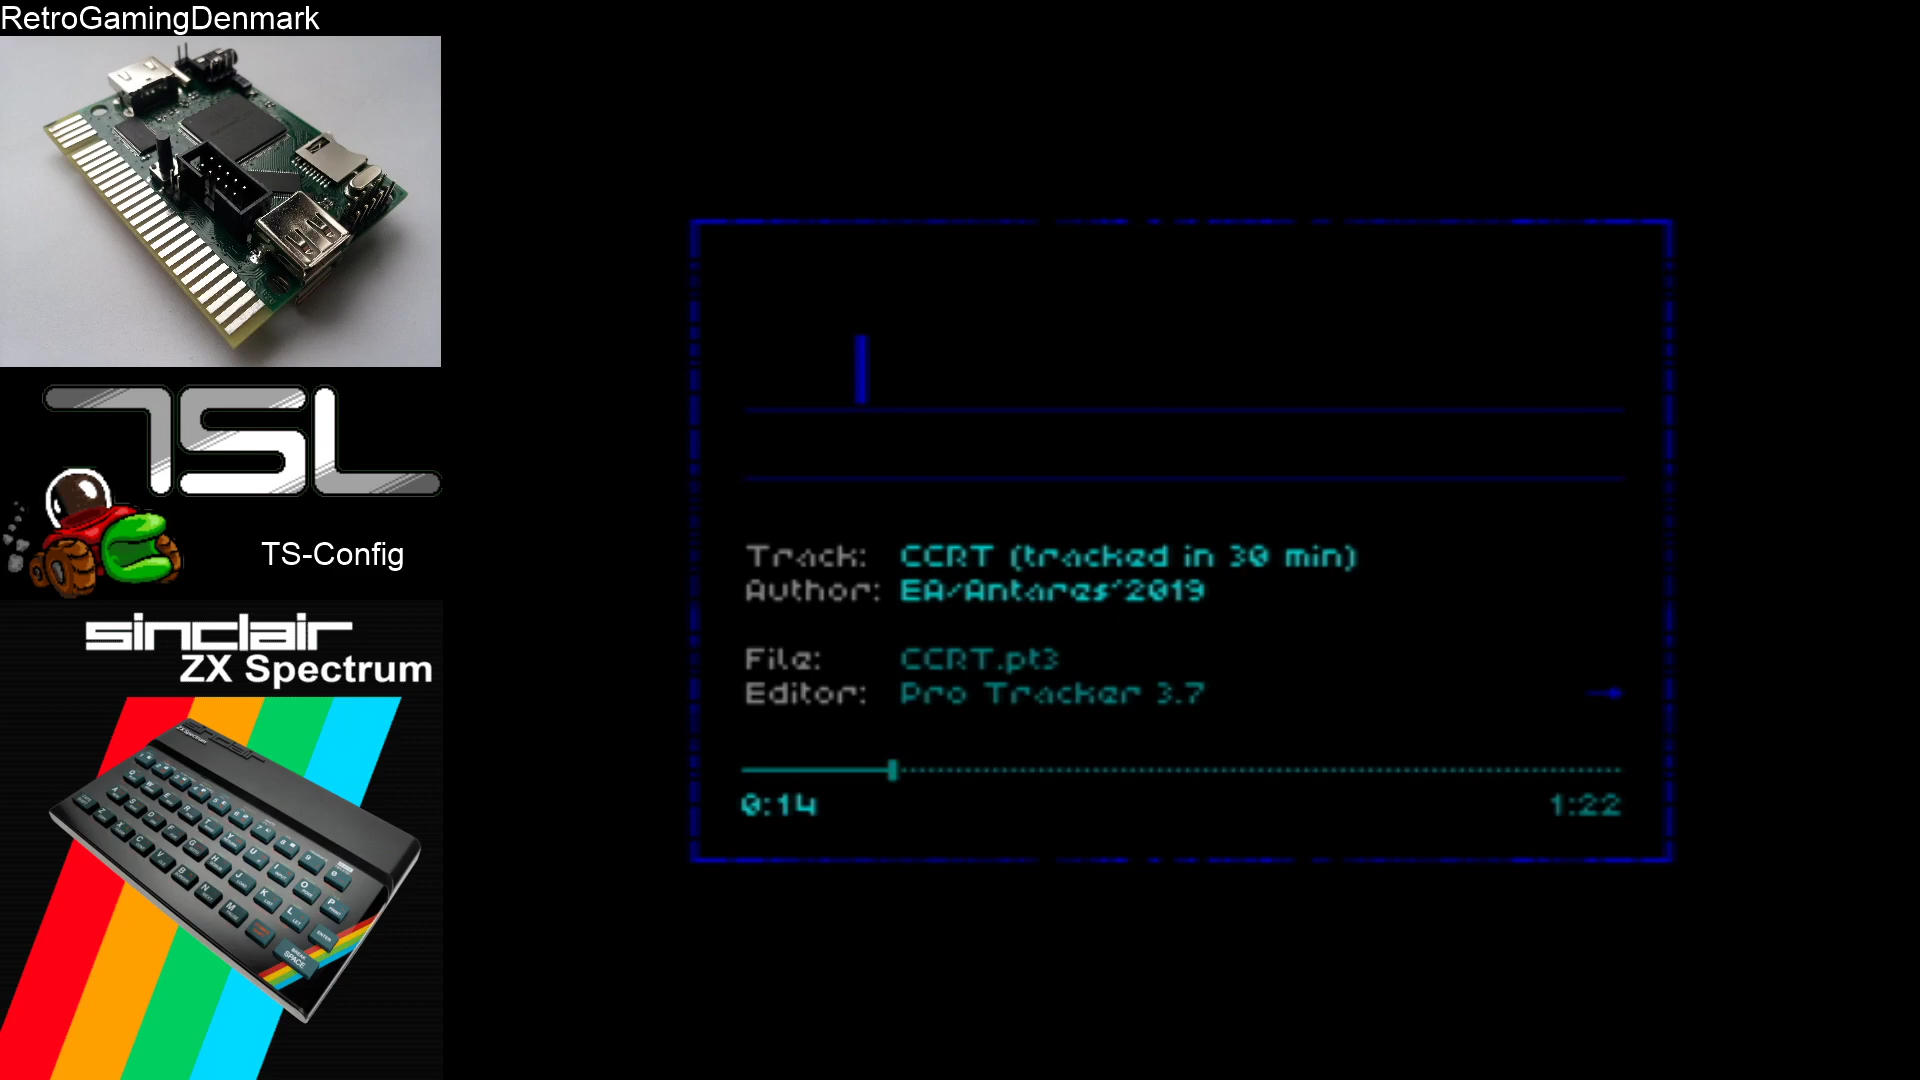 RetroGamingDenmark
TSL
TS-Config
sinclair
ZX Spectrum
Track: CCRT (tracked in 30 min)
Author: EA/Antares'2019
File: CCRT.pt3
Editor: Pro Tracker 3.7
0:14
1:22